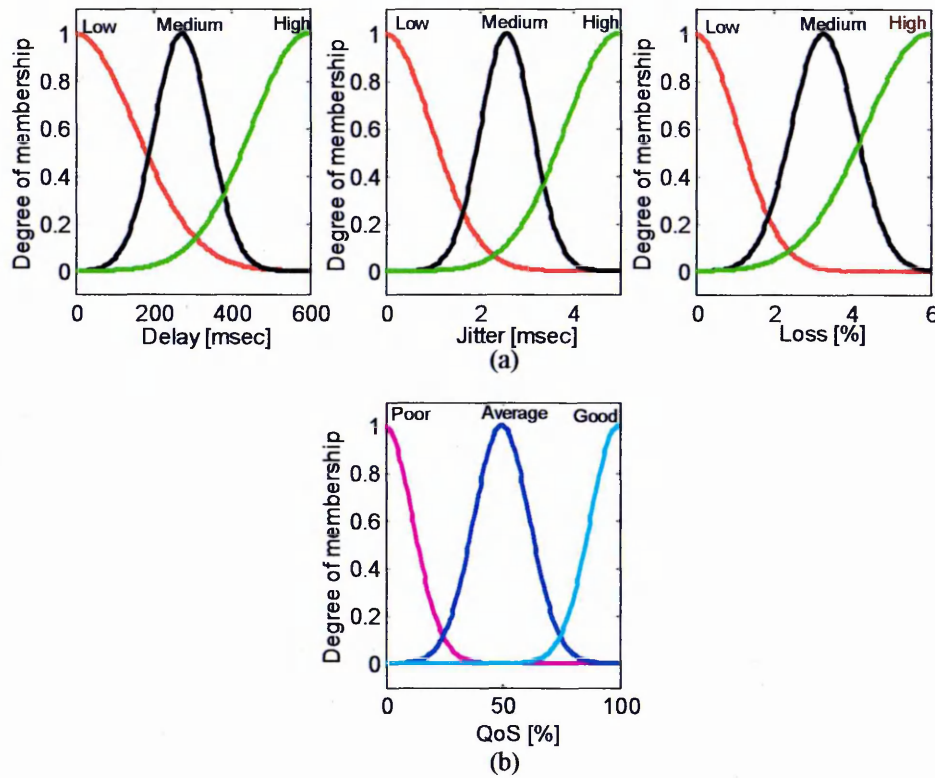 Low Medium High
Degree of membership
1
0.8
0.6
0.4
0.2
0
0 200 400 600
Delay [msec]
Low Medium High
Degree of membership
1
0.8
0.6
0.4
0.2
0
0 2 4
Jitter [msec]
Low Medium High
Degree of membership
1
0.8
0.6
0.4
0.2
0
0 2 4 6
Loss [%]
(a)
Poor Average Good
Degree of membership
1
0.8
0.6
0.4
0.2
0
0 50 100
QoS [%]
(b)